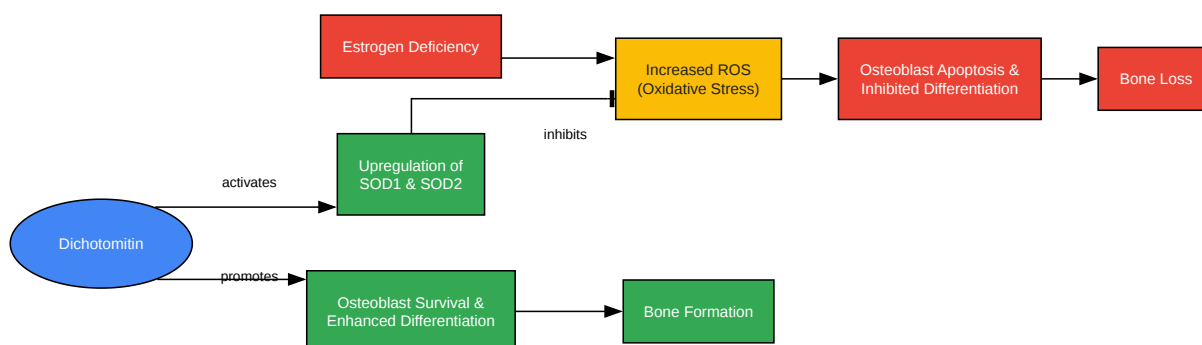 Estrogen Deficiency
Increased ROS
(Oxidative Stress)
Osteoblast Apoptosis &
Inhibited Differentiation
Bone Loss
inhibits
Upregulation of
SOD1 & SOD2
activates
Dichotomitin
promotes
Osteoblast Survival &
Enhanced Differentiation
Bone Formation